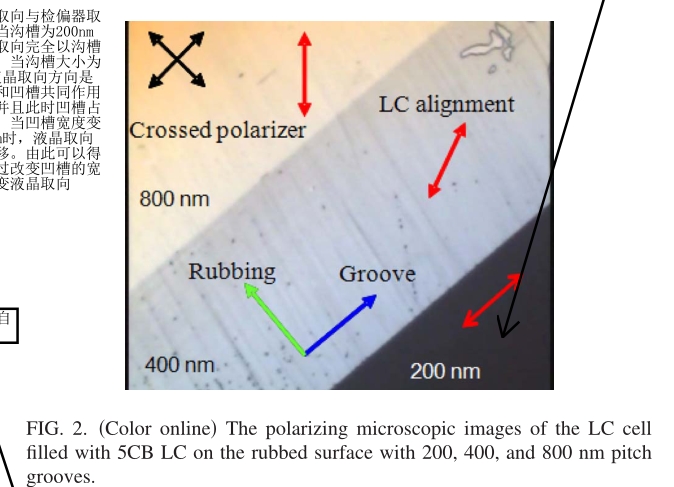 取向与检偏器取
当沟槽为200nm
取向完全以沟槽
当沟槽大小为
晶取向方向是
和凹槽共同作用
并且此时凹槽占
当凹槽宽度变
时，液晶取向
移。由此可以得
过改变凹槽的宽
变液晶取向
自
Crossed polarizer
LC alignment
800 nm
Rubbing
Groove
400 nm
200 nm
FIG. 2. (Color online) The polarizing microscopic images of the LC cell
filled with 5CB LC on the rubbed surface with 200, 400, and 800 nm pitch
grooves.